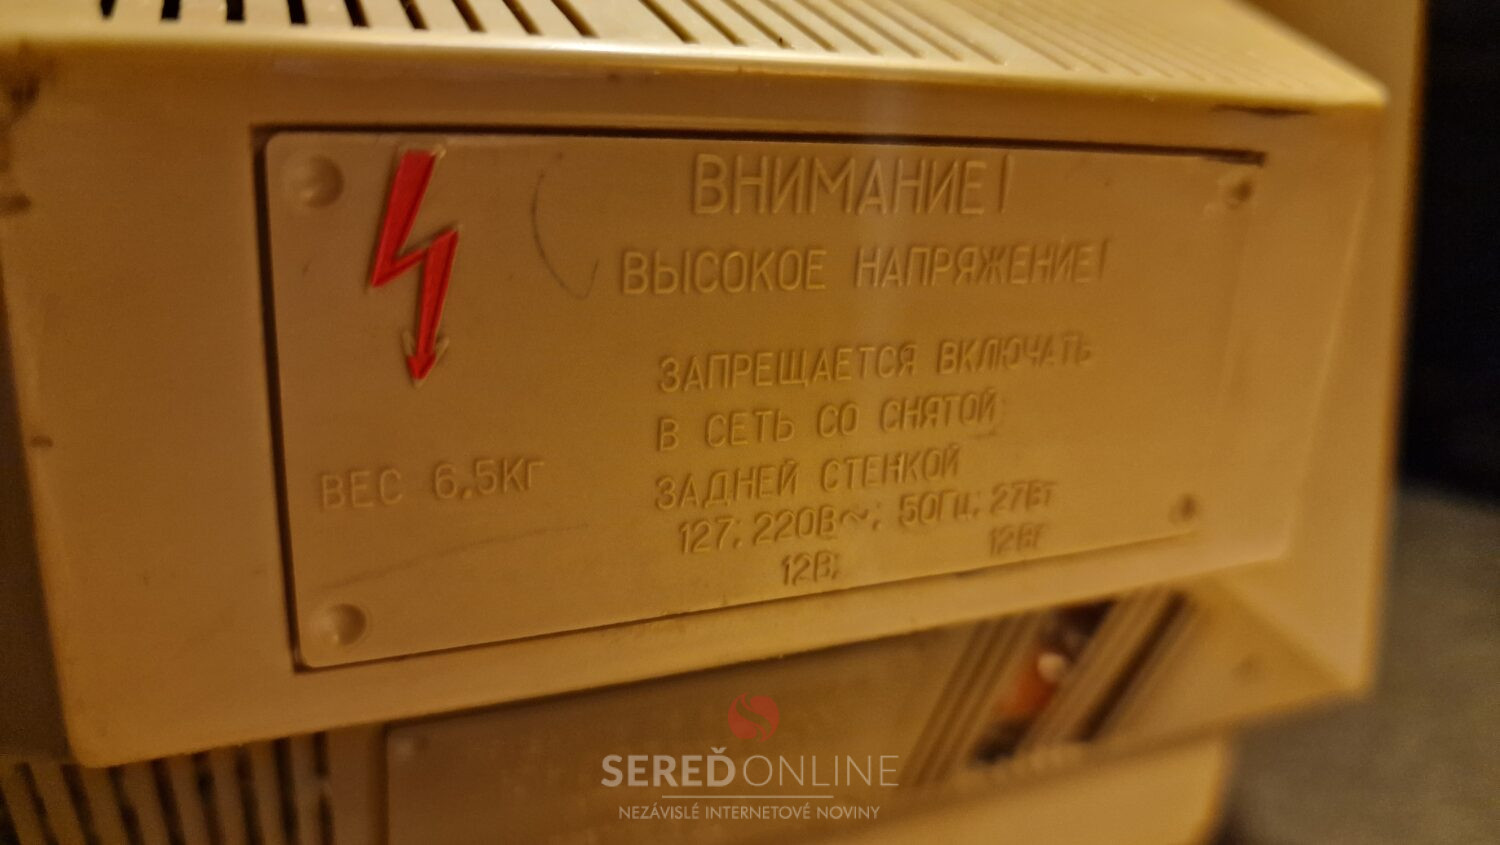 ВНИМАНИЕ!
ВЫСОКОЕ НАПРЯЖЕНИЕ!
ЗАПРЕЩАЕТСЯ ВКЛЮЧАТЬ
В СЕТЬ СО СНЯТОЙ
ЗАДНЕЙ СТЕНКОЙ
ВЕС 6,5Кг
127; 220В~; 50Гц; 27Вт
12В; 12Вт
SEREĎONLINE
NEZÁVISLÉ INTERNETOVÉ NOVINY